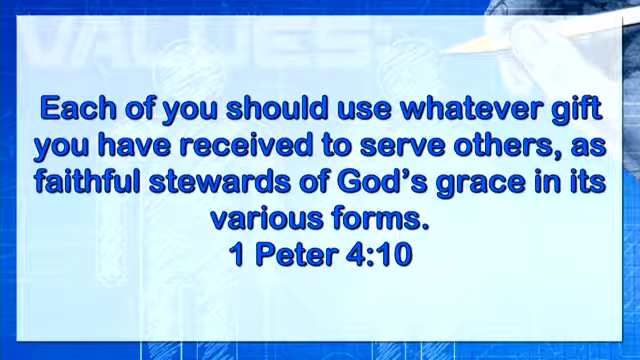 VALUES
Each of you should use whatever gift
you have received to serve others, as
faithful stewards of God’s grace in its
various forms.
1 Peter 4:10